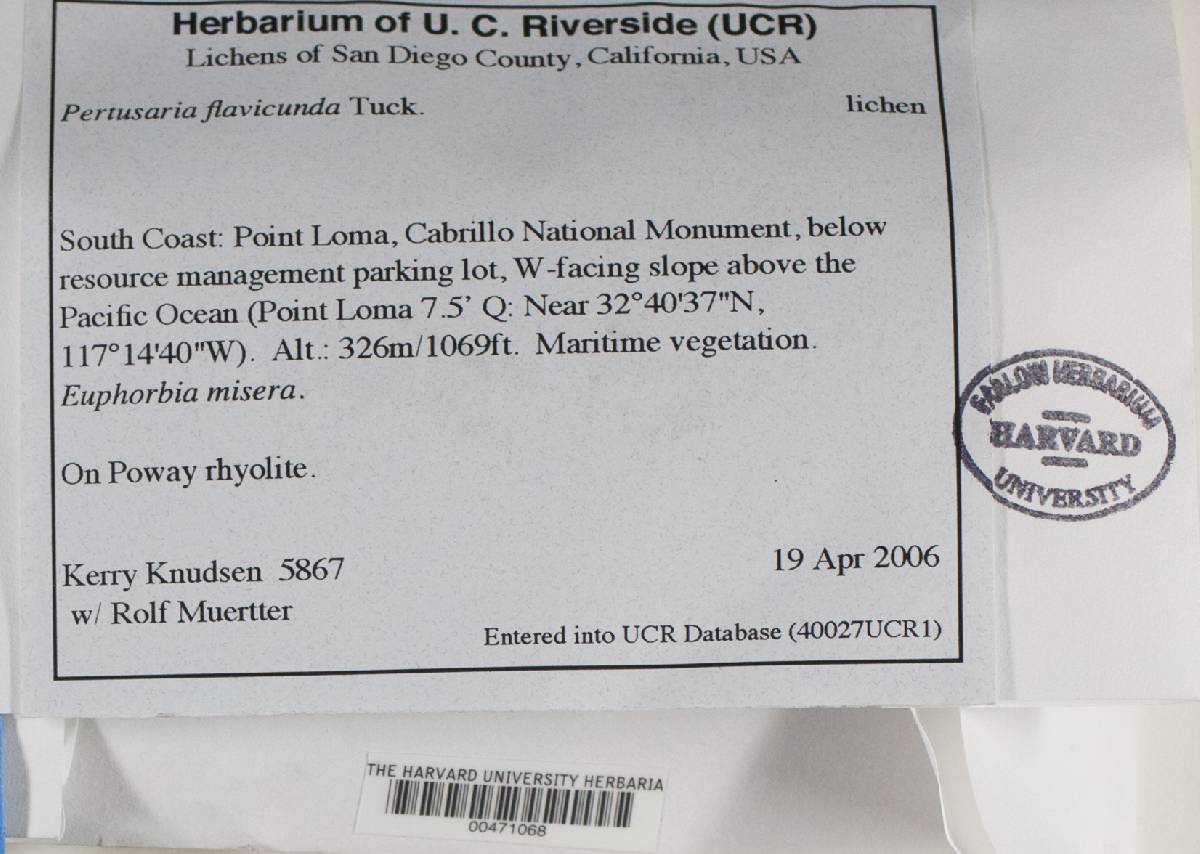 Herbarium of U. C. Riverside (UCR)
Lichens of San Diego County, California, USA
Pertusaria flavicunda Tuck. lichen
South Coast: Point Loma, Cabrillo National Monument, below
resource management parking lot, W-facing slope above the
Pacific Ocean (Point Loma 7.5' Q: Near 32°40'37"N,
117°14'40"W). Alt.: 326m/1069ft. Maritime vegetation.
Euphorbia misera.
On Poway rhyolite.
Kerry Knudsen 5867 19 Apr 2006
w/ Rolf Muertter
Entered into UCR Database (40027UCR1)
FARLOW HERBARIUM
HARVARD
UNIVERSITY
THE HARVARD UNIVERSITY HERBARIA
00471068